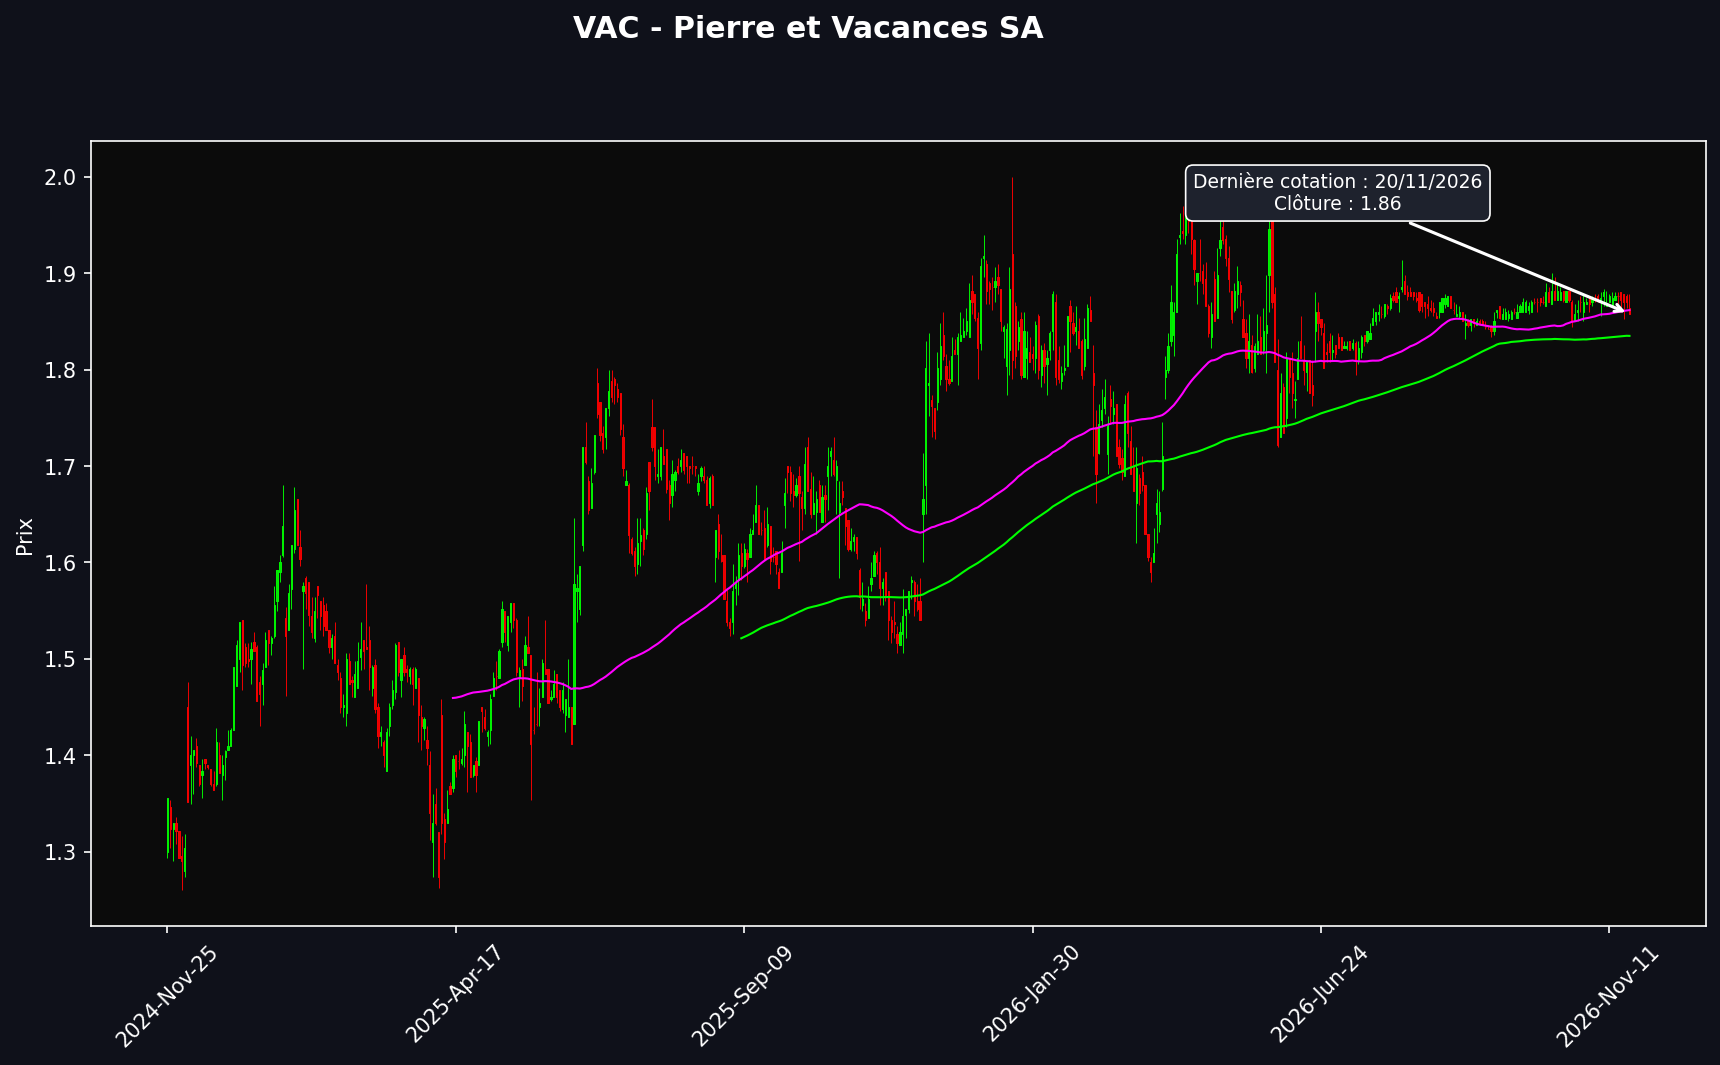 VAC - Pierre et Vacances SA
Dernière cotation : 20/11/2026
Clôture : 1.86
Prix
2.0
1.9
1.8
1.7
1.6
1.5
1.4
1.3
2024-Nov-25
2025-Apr-17
2025-Sep-09
2026-Jan-30
2026-Jun-24
2026-Nov-11